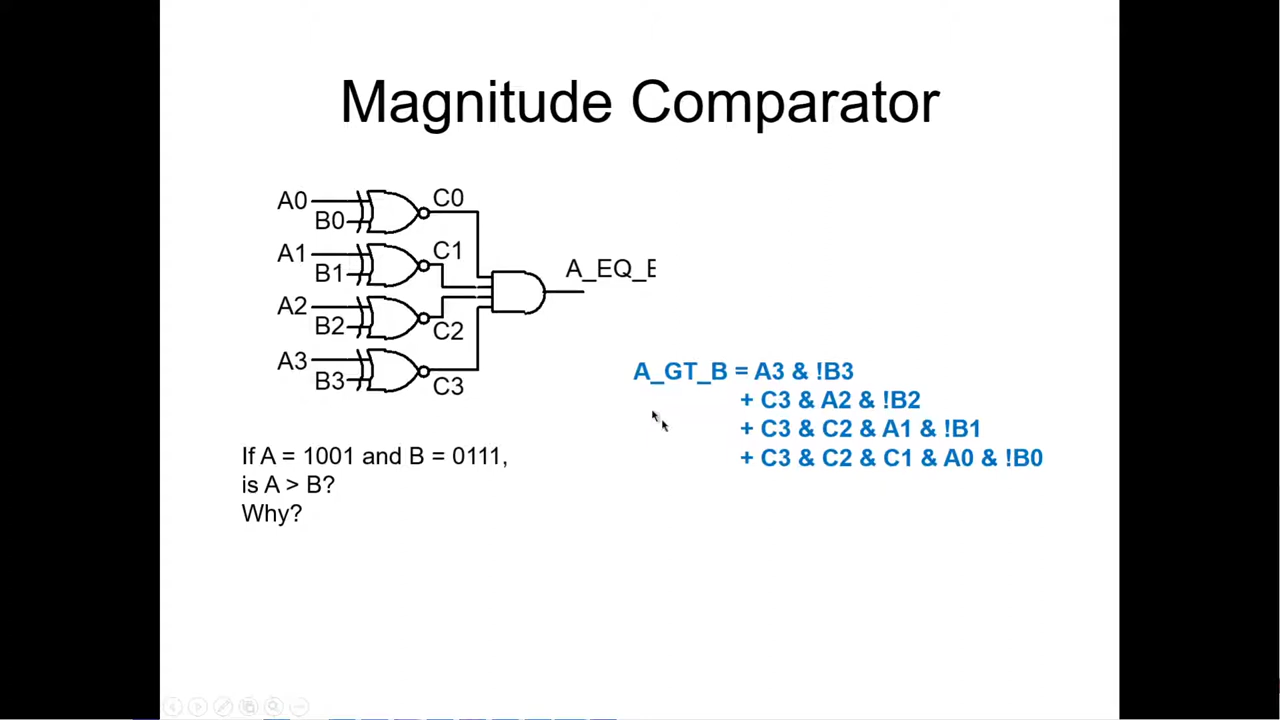 Magnitude Comparator
A0
B0
C0
A1
B1
C1
A2
B2
C2
A3
B3
C3
A_EQ_E
A_GT_B = A3 & !B3
+ C3 & A2 & !B2
+ C3 & C2 & A1 & !B1
+ C3 & C2 & C1 & A0 & !B0
If A = 1001 and B = 0111,
is A > B?
Why?